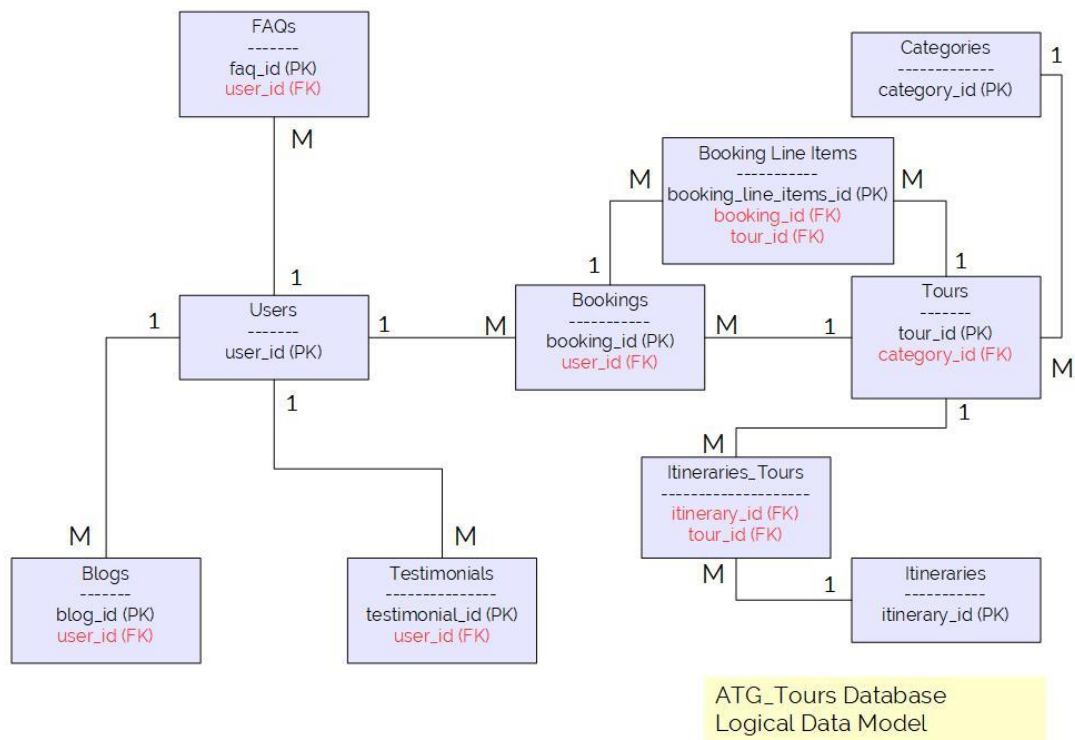 FAQs
-------
faq_id (PK)
user_id (FK)
M
Categories
-------------
category_id (PK)
1
Booking Line Items
-----------
booking_line_items_id (PK)
booking_id (FK)
tour_id (FK)
M
M
1
1
1
Users
-------
user_id (PK)
1
1
1
M
Bookings
-----------
booking_id (PK)
user_id (FK)
M
1
Tours
-------
tour_id (PK)
category_id (FK)
M
1
M
Itineraries_Tours
---------------------
itinerary_id (FK)
tour_id (FK)
M
1
Itineraries
-----------
itinerary_id (PK)
M
Blogs
-------
blog_id (PK)
user_id (FK)
M
Testimonials
---------------
testimonial_id (PK)
user_id (FK)
ATG_Tours Database
Logical Data Model